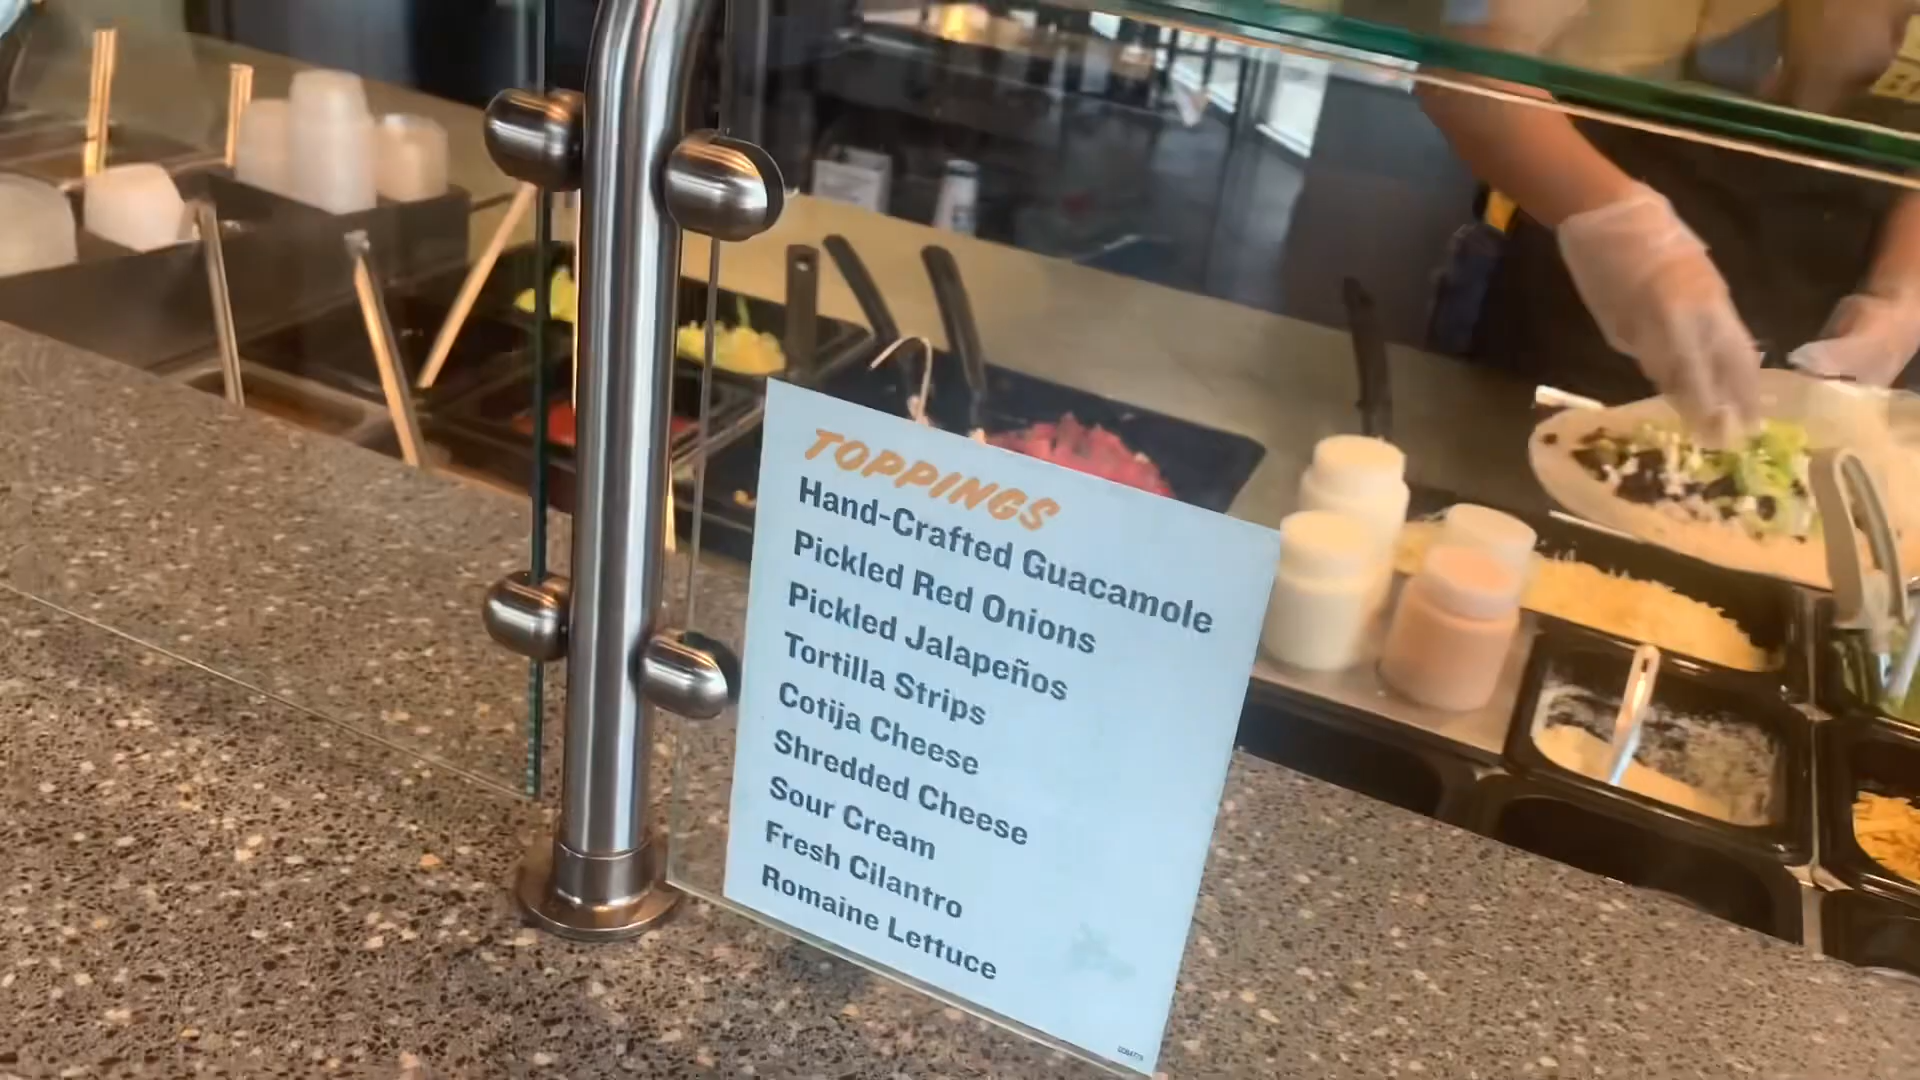 TOPPINGS
Hand-Crafted Guacamole
Pickled Red Onions
Pickled Jalapeños
Tortilla Strips
Cotija Cheese
Shredded Cheese
Sour Cream
Fresh Cilantro
Romaine Lettuce